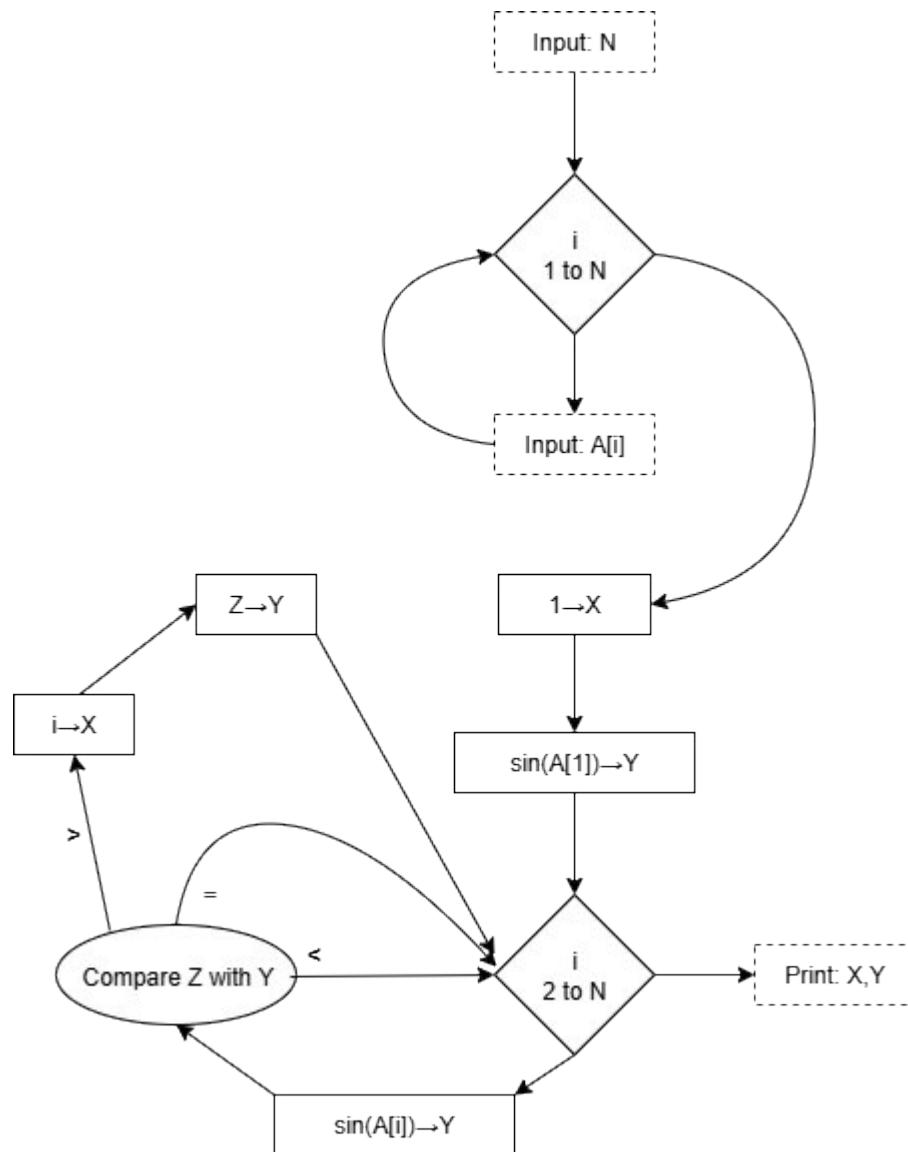 Input: N
i
1 to N
Input: A[i]
1→X
sin(A[1])→Y
i
2 to N
Print: X,Y
sin(A[i])→Y
Compare Z with Y
<
=
>
i→X
Z→Y